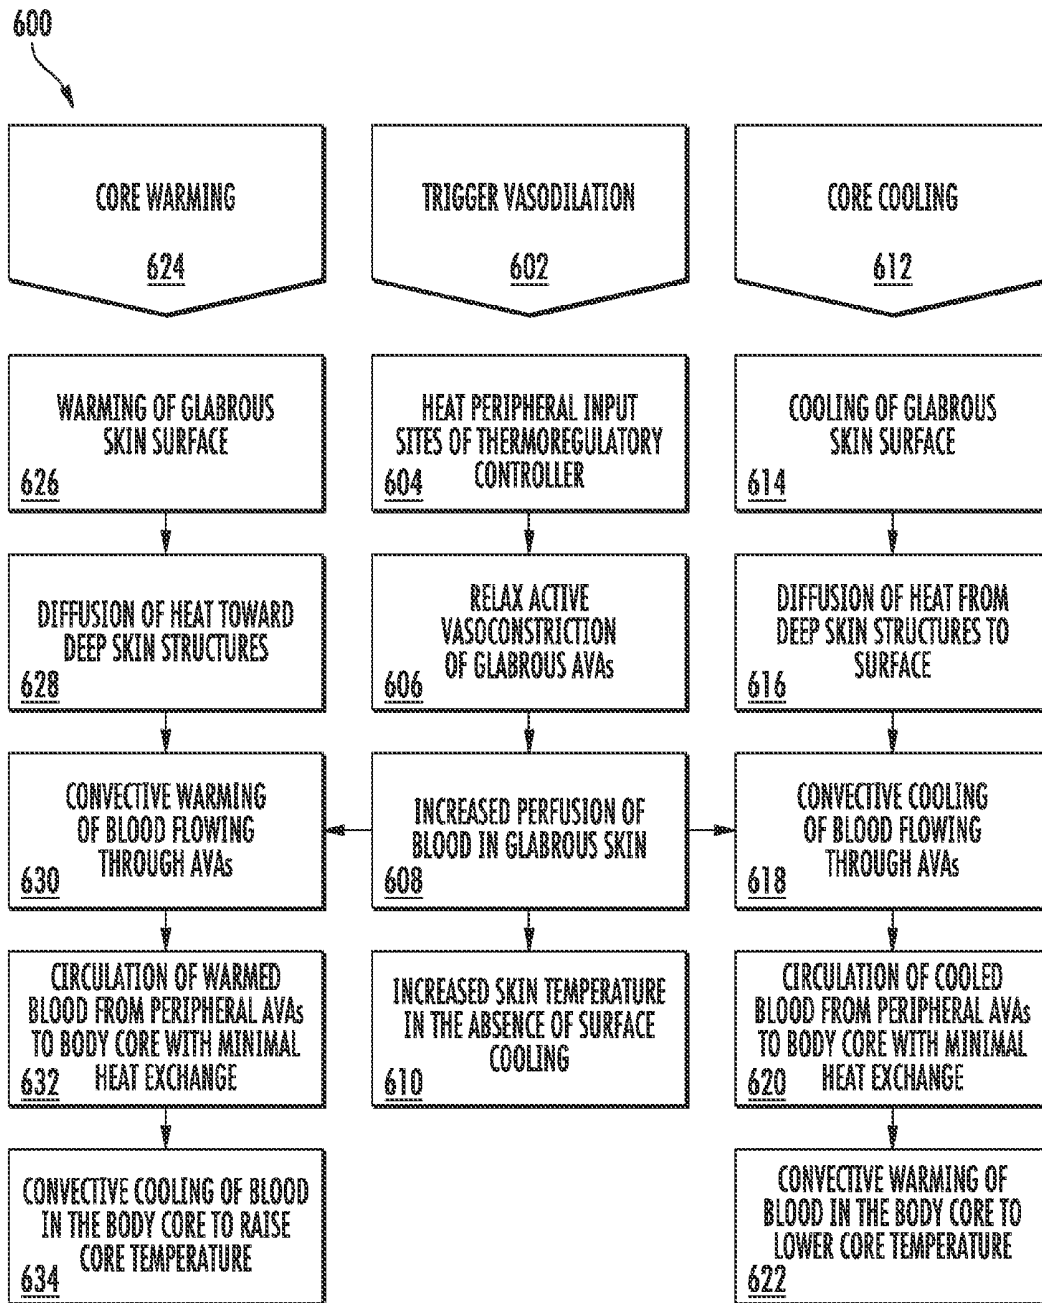 600
CORE WARMING
624
TRIGGER VASODILATION
602
CORE COOLING
612
WARMING OF GLABROUS
SKIN SURFACE
626
HEAT PERIPHERAL INPUT
SITES OF THERMOREGULATORY
CONTROLLER
604
COOLING OF GLABROUS
SKIN SURFACE
614
DIFFUSION OF HEAT TOWARD
DEEP SKIN STRUCTURES
628
RELAX ACTIVE
VASOCONSTRICTION
OF GLABROUS AVAs
606
DIFFUSION OF HEAT FROM
DEEP SKIN STRUCTURES TO
SURFACE
616
CONVECTIVE WARMING
OF BLOOD FLOWING
THROUGH AVAs
630
INCREASED PERFUSION OF
BLOOD IN GLABROUS SKIN
608
CONVECTIVE COOLING
OF BLOOD FLOWING
THROUGH AVAs
618
CIRCULATION OF WARMED
BLOOD FROM PERIPHERAL AVAs
TO BODY CORE WITH MINIMAL
HEAT EXCHANGE
632
INCREASED SKIN TEMPERATURE
IN THE ABSENCE OF SURFACE
COOLING
610
CIRCULATION OF COOLED
BLOOD FROM PERIPHERAL AVAs
TO BODY CORE WITH MINIMAL
HEAT EXCHANGE
620
CONVECTIVE COOLING OF BLOOD
IN THE BODY CORE TO RAISE
CORE TEMPERATURE
634
CONVECTIVE WARMING OF
BLOOD IN THE BODY CORE TO
LOWER CORE TEMPERATURE
622